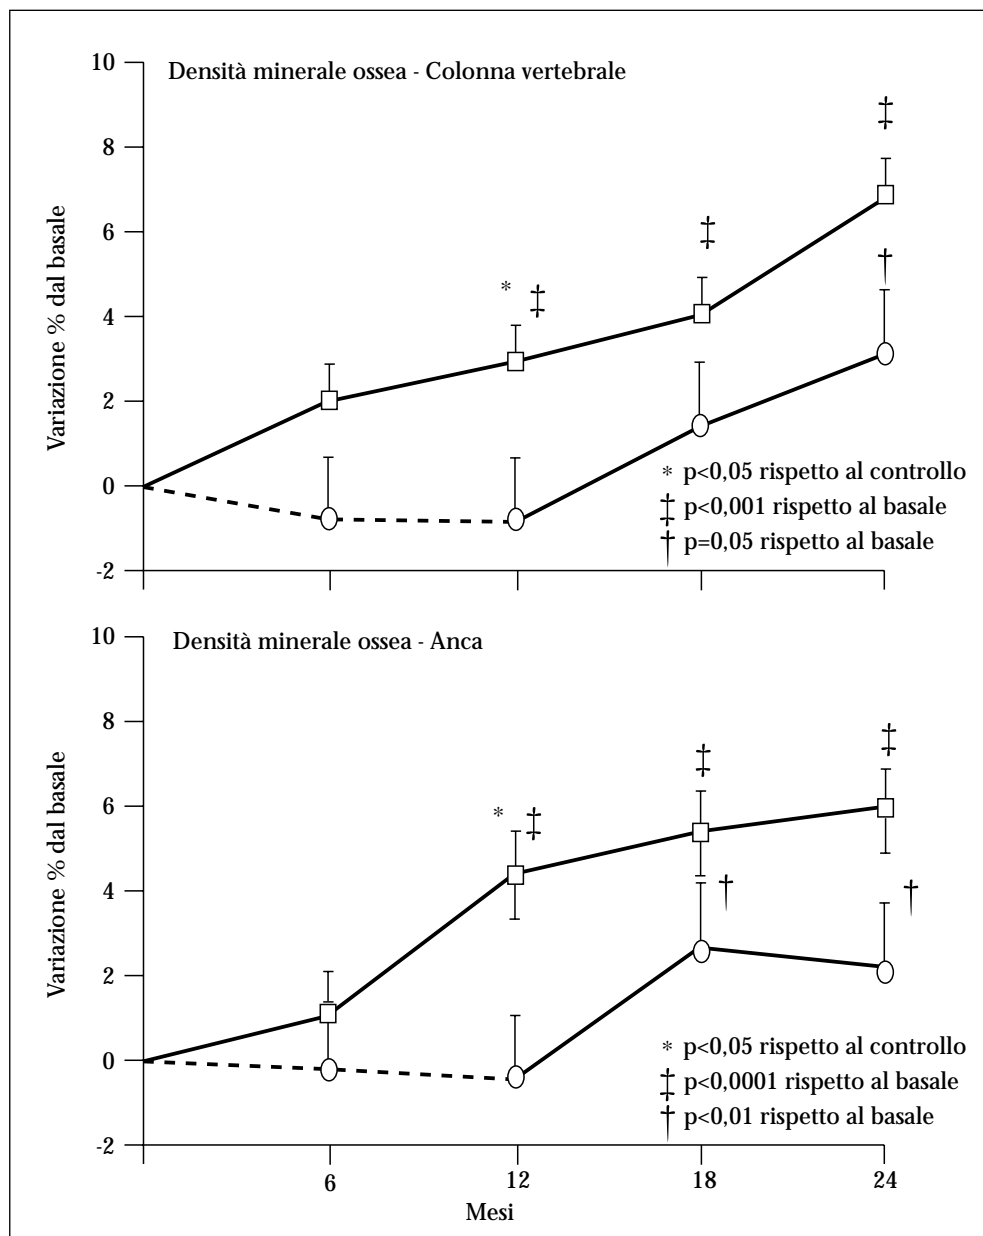 Densità minerale ossea - Colonna vertebrale
Variazione % dal basale
10
8
6
4
2
0
-2
‡
‡
†
* ‡
* p<0,05 rispetto al controllo
‡ p<0,001 rispetto al basale
† p=0,05 rispetto al basale
Densità minerale ossea - Anca
Variazione % dal basale
10
8
6
4
2
0
-2
‡
‡
* ‡
†
†
* p<0,05 rispetto al controllo
‡ p<0,0001 rispetto al basale
† p<0,01 rispetto al basale
6 12 18 24
Mesi